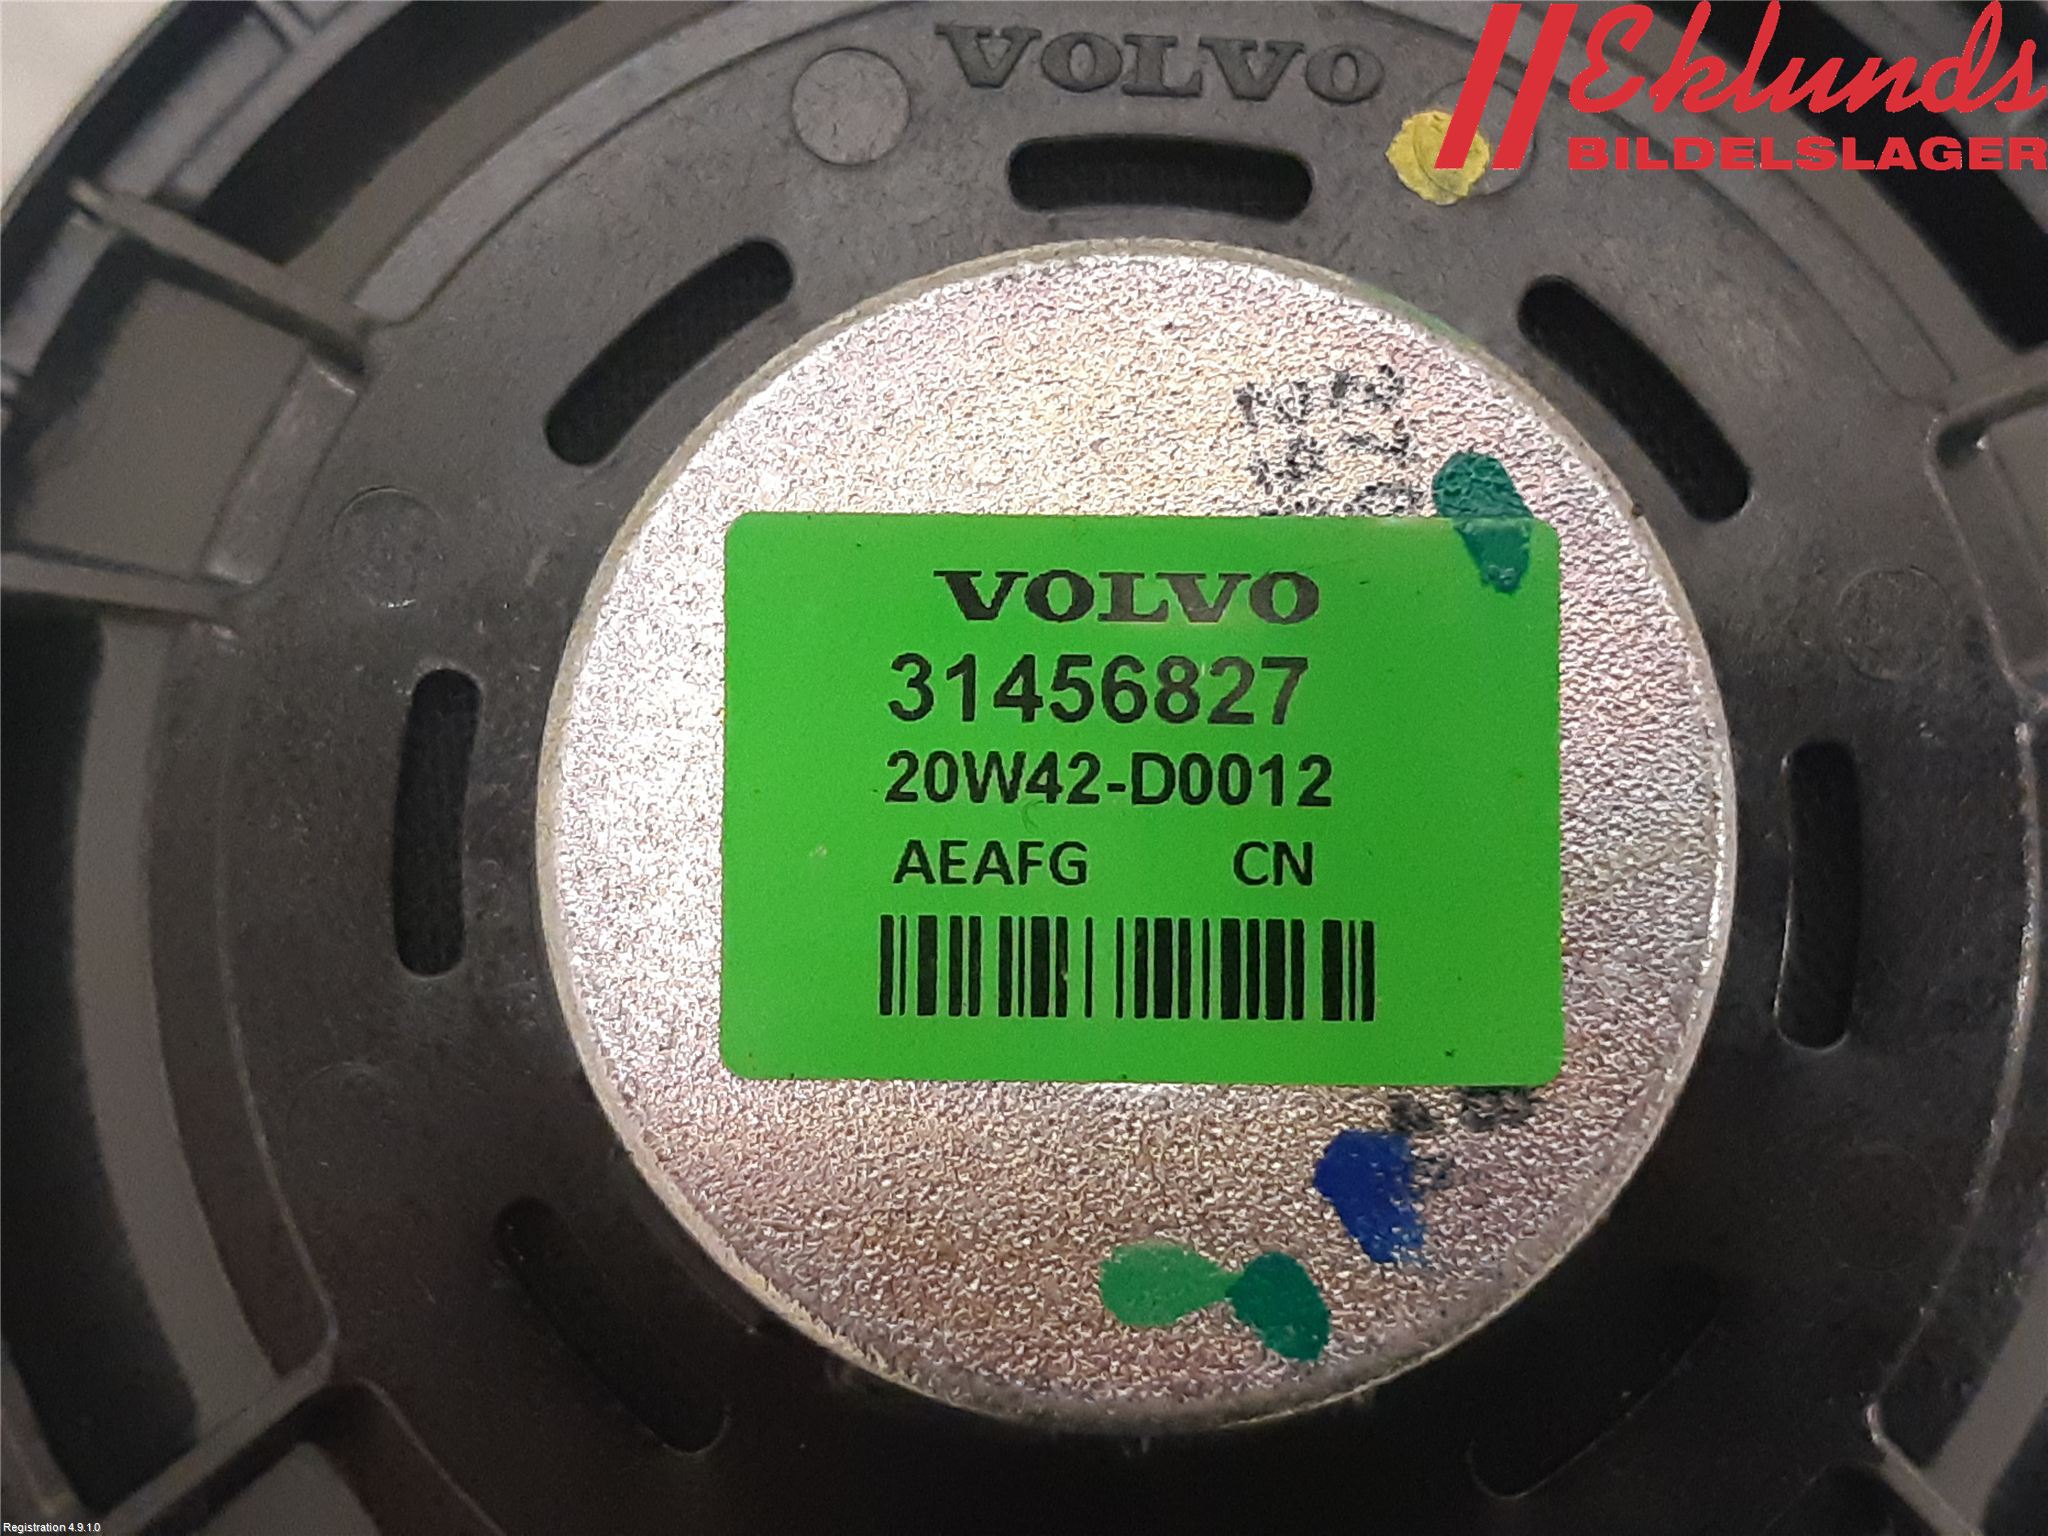 VOLVO
Eklunds
BILDELSLAGER
VOLVO
31456827
20W42-D0012
AEAFG CN
Registration 4.9.1.0